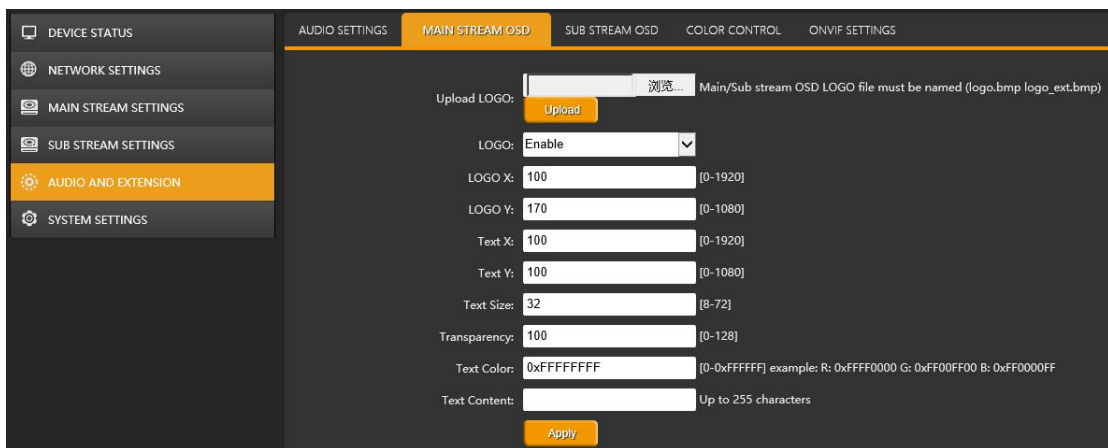 DEVICE STATUS
NETWORK SETTINGS
MAIN STREAM SETTINGS
SUB STREAM SETTINGS
AUDIO AND EXTENSION
SYSTEM SETTINGS
AUDIO SETTINGS MAIN STREAM OSD SUB STREAM OSD COLOR CONTROL ONVIF SETTINGS
Upload LOGO: 浏览... Main/Sub stream OSD LOGO file must be named (logo.bmp logo_ext.bmp)
Upload
LOGO: Enable
LOGO X: 100 [0-1920]
LOGO Y: 170 [0-1080]
Text X: 100 [0-1920]
Text Y: 100 [0-1080]
Text Size: 32 [8-72]
Transparency: 100 [0-128]
Text Color: 0xFFFFFFFF [0-0xFFFFFF] example: R: 0xFFFF0000 G: 0xFF00FF00 B: 0xFF0000FF
Text Content: Up to 255 characters
Apply